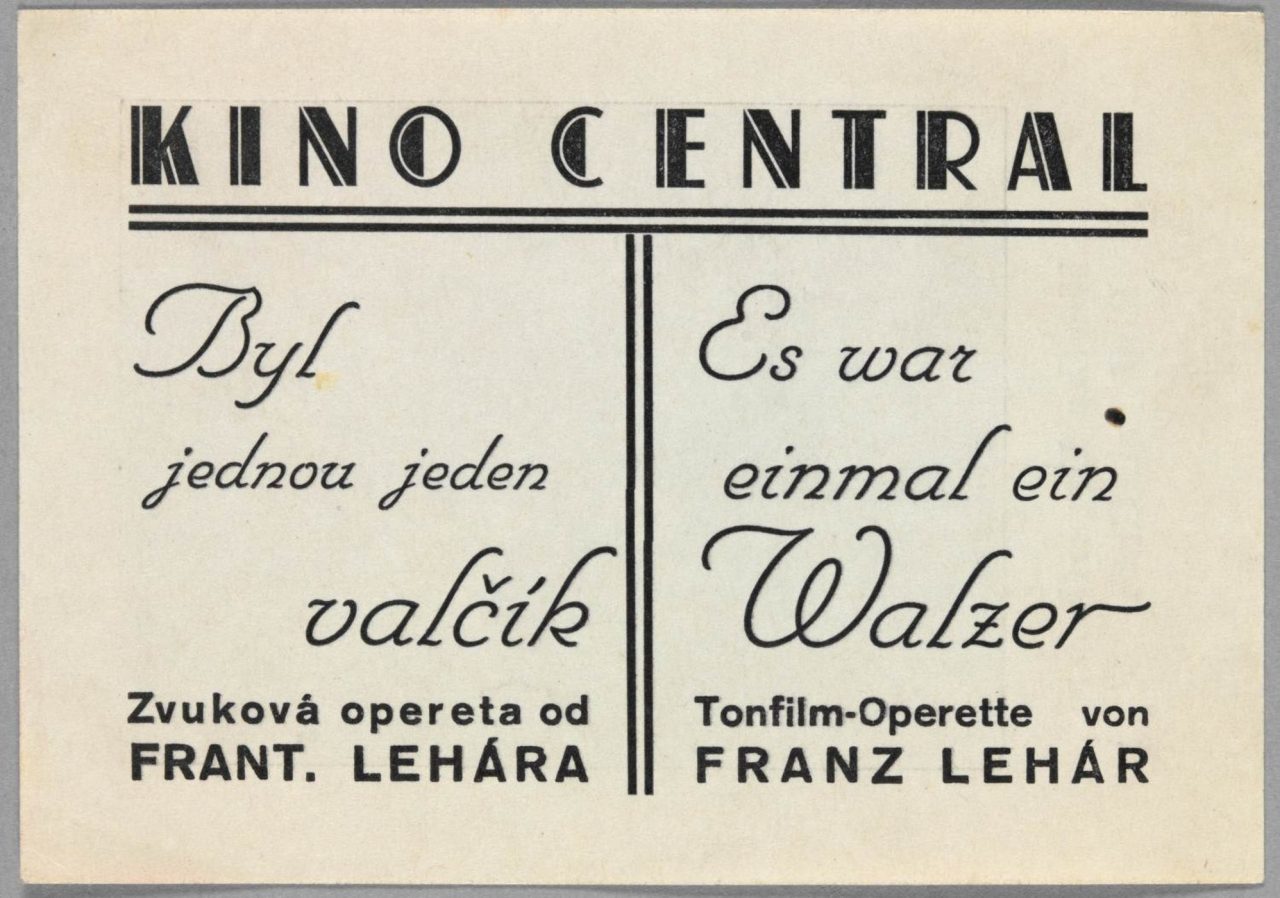 KINO CENTRAL
Byl
jednou jeden
valčík
Zvuková opereta od
FRANT. LEHÁRA
Es war
einmal ein
Walzer
Tonfilm-Operette von
FRANZ LEHÁR